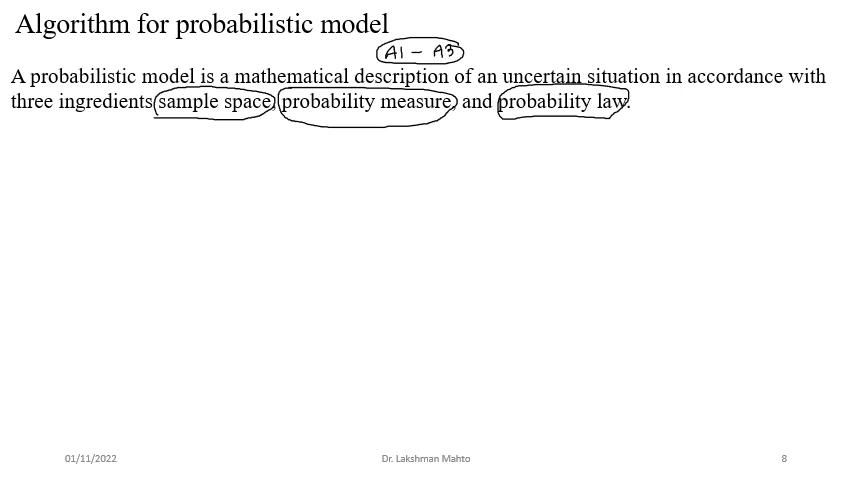 Algorithm for probabilistic model
A1 - A3
A probabilistic model is a mathematical description of an uncertain situation in accordance with
three ingredients sample space, probability measure, and probability law.
01/11/2022
Dr. Lakshman Mahto
8